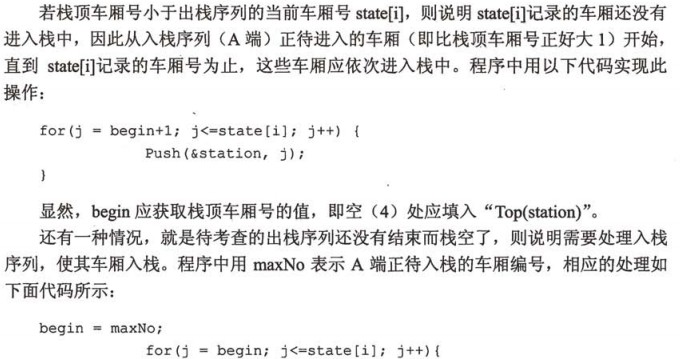 若栈顶车厢号小于出栈序列的当前车厢号 state[i]，则说明 state[i]记录的车厢还没有
进入栈中，因此从入栈序列（A 端）正待进入的车厢（即比栈顶车厢号正好大 1）开始，
直到 state[i]记录的车厢号为止，这些车厢应依次进入栈中。程序中用以下代码实现此
操作：
for(j = begin+1; j<=state[i]; j++) {
Push(&station, j);
}
显然，begin 应获取栈顶车厢号的值，即空（4）处应填入“Top(station)”。
还有一种情况，就是待考查的出栈序列还没有结束而栈空了，则说明需要处理入栈
序列，使其车厢入栈。程序中用 maxNo 表示 A 端正待入栈的车厢编号，相应的处理如
下面代码所示：
begin = maxNo;
for(j = begin; j<=state[i]; j++){